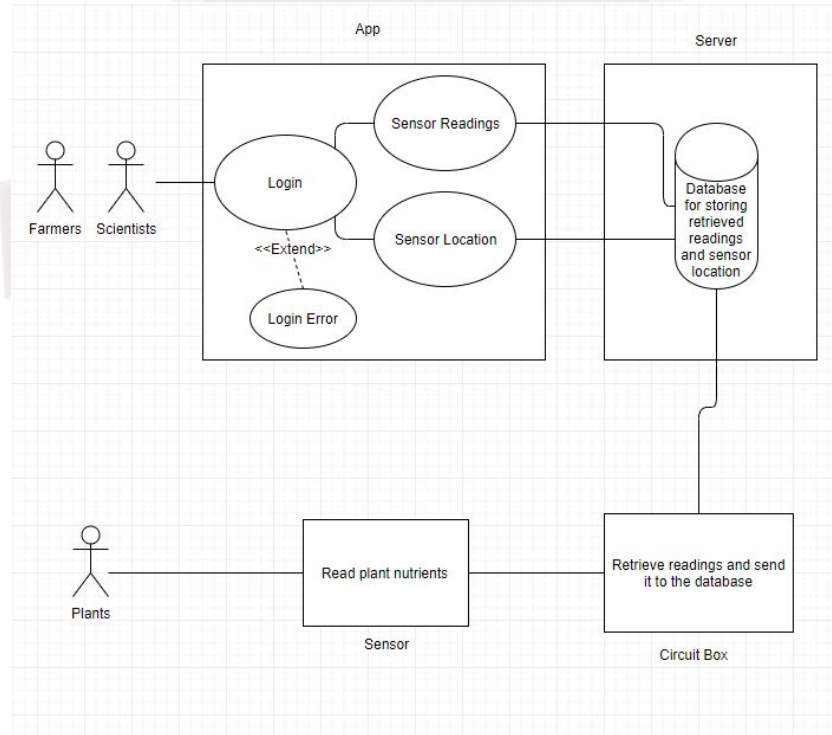 App
Server
Sensor Readings
Login
Farmers
Scientists
Database
for storing
retrieved
readings
and sensor
location
Sensor Location
<<Extend>>
Login Error
Plants
Read plant nutrients
Sensor
Retrieve readings and send
it to the database
Circuit Box